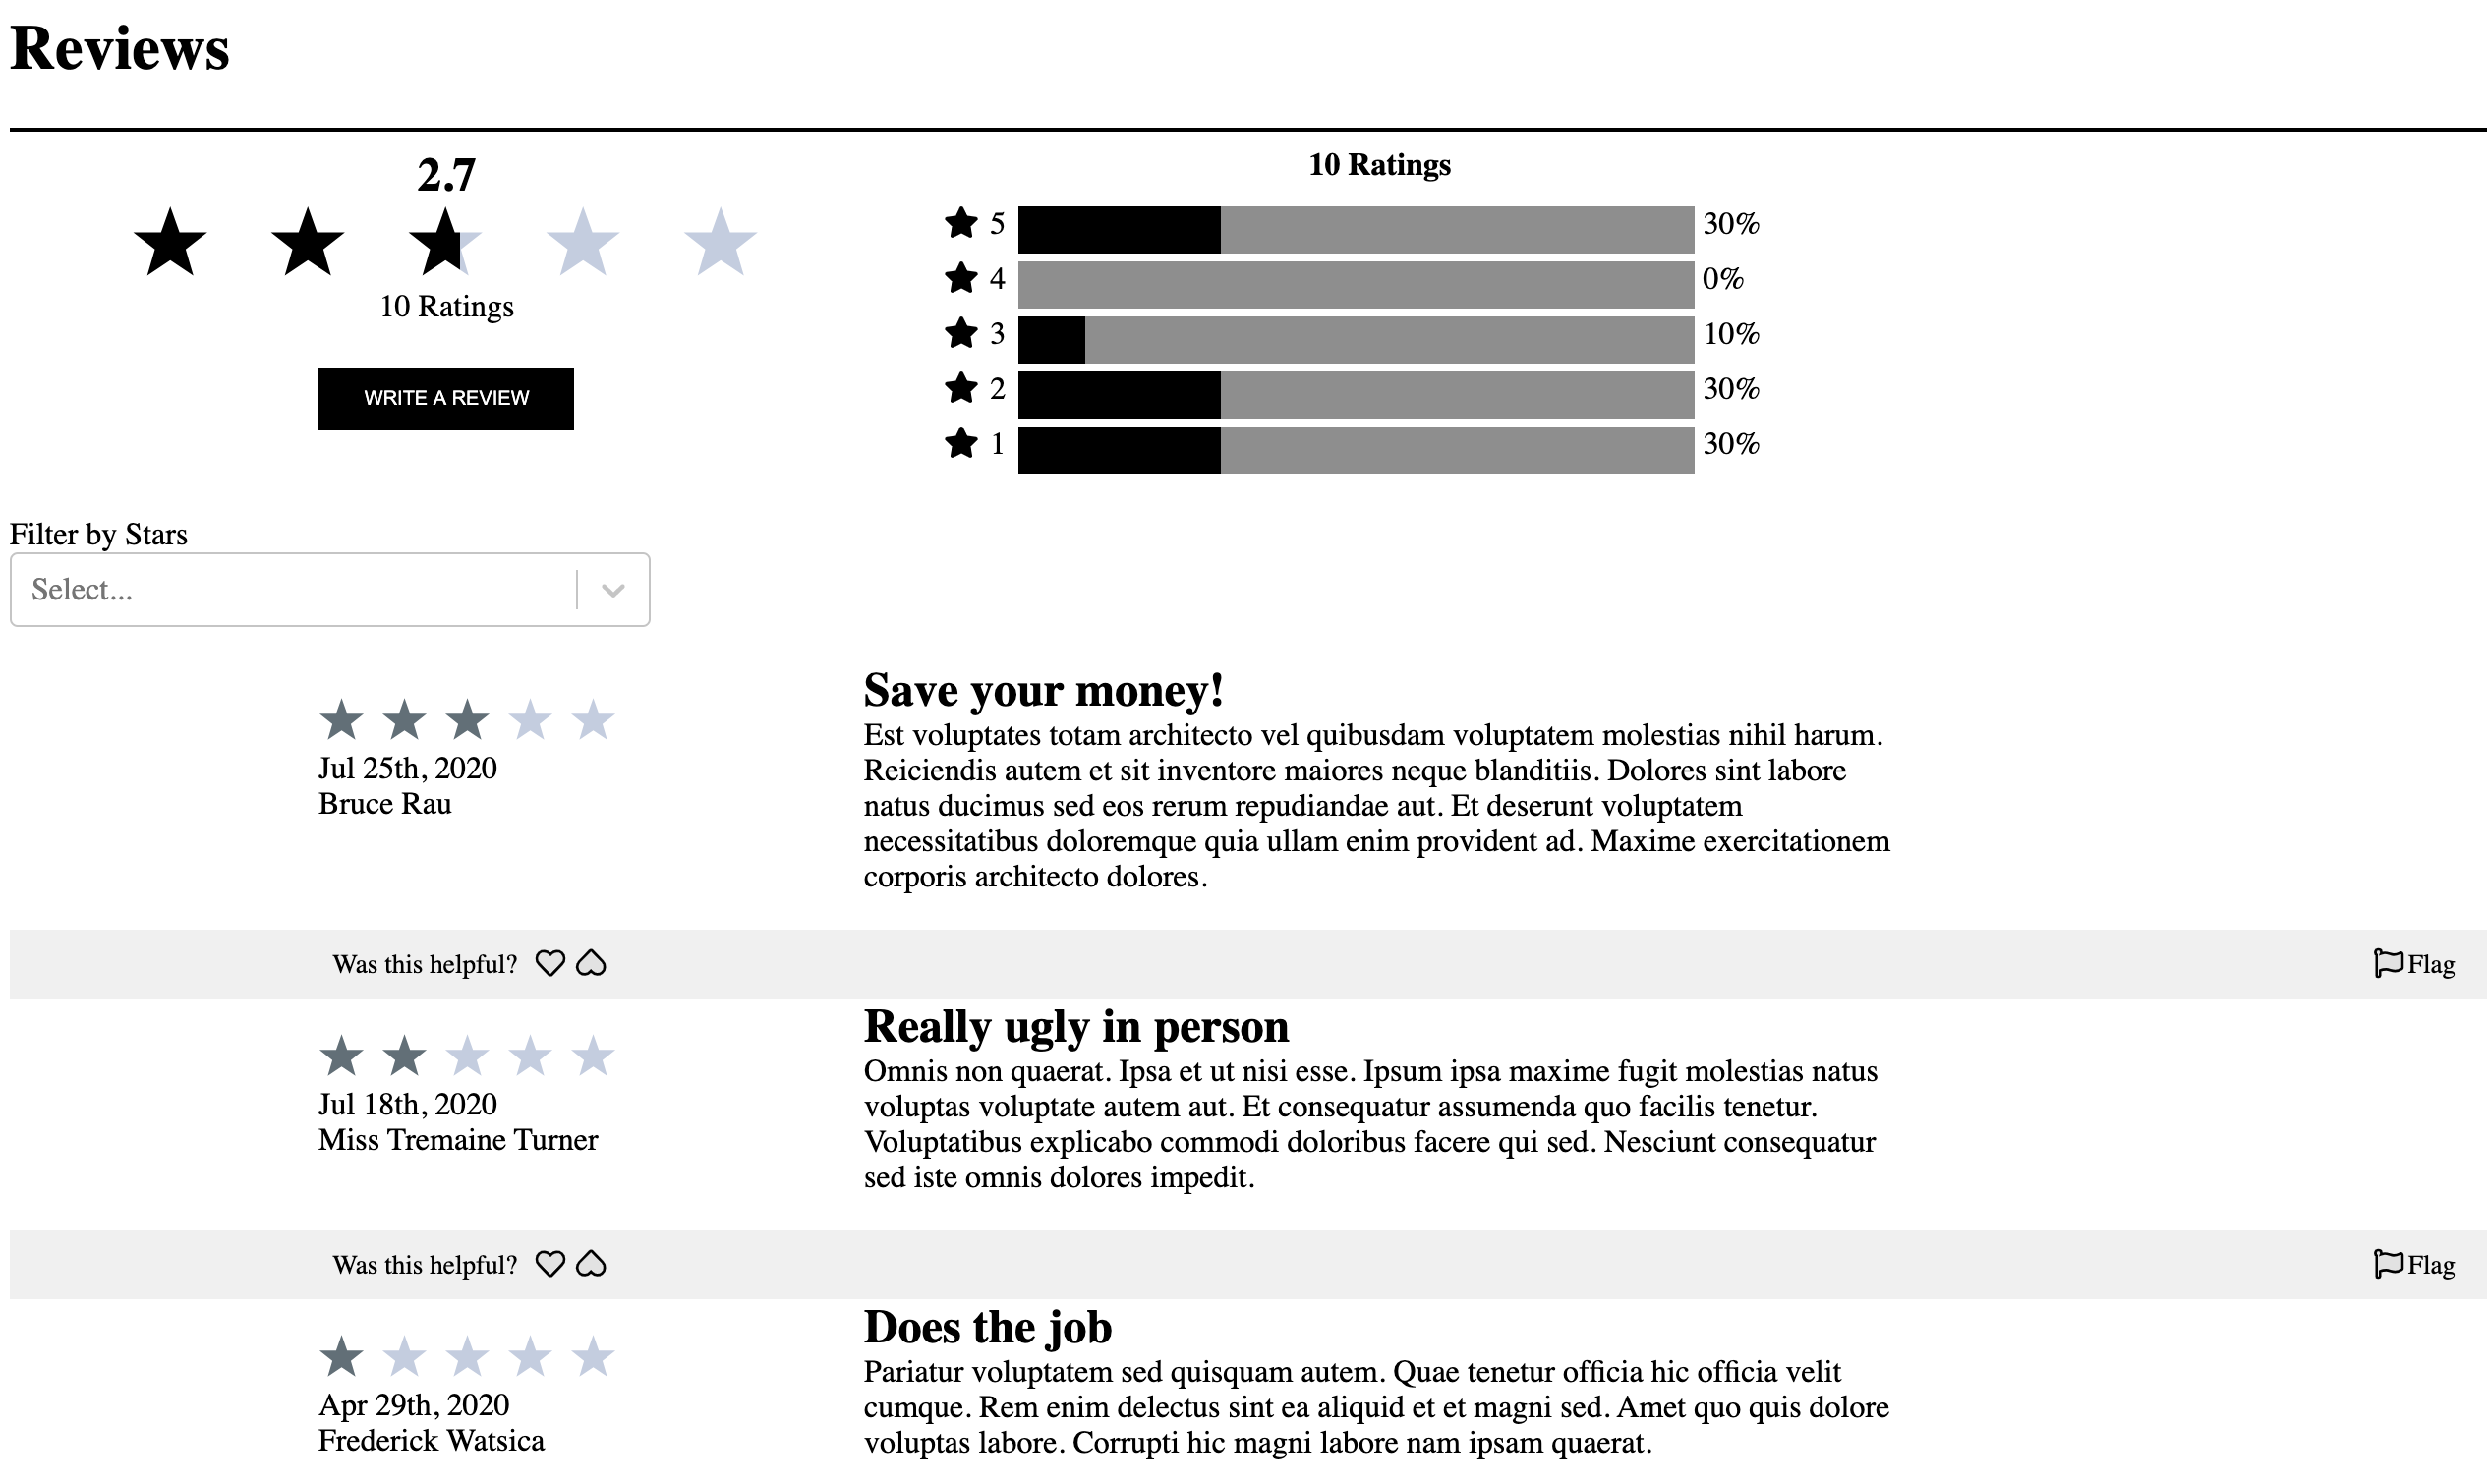 Reviews
2.7
10 Ratings
WRITE A REVIEW
10 Ratings
5 30%
4 0%
3 10%
2 30%
1 30%
Filter by Stars
Select...
Jul 25th, 2020
Bruce Rau
Save your money!
Est voluptates totam architecto vel quibusdam voluptatem molestias nihil harum.
Reiciendis autem et sit inventore maiores neque blanditiis. Dolores sint labore
natus ducimus sed eos rerum repudiandae aut. Et deserunt voluptatem
necessitatibus doloremque quia ullam enim provident ad. Maxime exercitationem
corporis architecto dolores.
Was this helpful?
Flag
Jul 18th, 2020
Miss Tremaine Turner
Really ugly in person
Omnis non quaerat. Ipsa et ut nisi esse. Ipsum ipsa maxime fugit molestias natus
voluptas voluptate autem aut. Et consequatur assumenda quo facilis tenetur.
Voluptatibus explicabo commodi doloribus facere qui sed. Nesciunt consequatur
sed iste omnis dolores impedit.
Was this helpful?
Flag
Apr 29th, 2020
Frederick Watsica
Does the job
Pariatur voluptatem sed quisquam autem. Quae tenetur officia hic officia velit
cumque. Rem enim delectus sint ea aliquid et et magni sed. Amet quo quis dolore
voluptas labore. Corrupti hic magni labore nam ipsam quaerat.